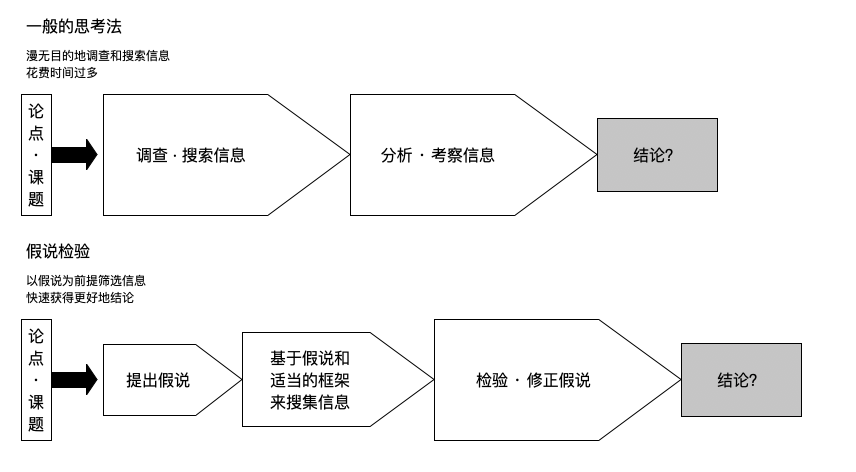 一般的思考法
漫无目的地调查和搜索信息
花费时间过多
论点·课题
调查·搜索信息
分析·考察信息
结论?
假说检验
以假说为前提筛选信息
快速获得更好地结论
论点·课题
提出假说
基于假说和
适当的框架
来搜集信息
检验·修正假说
结论?